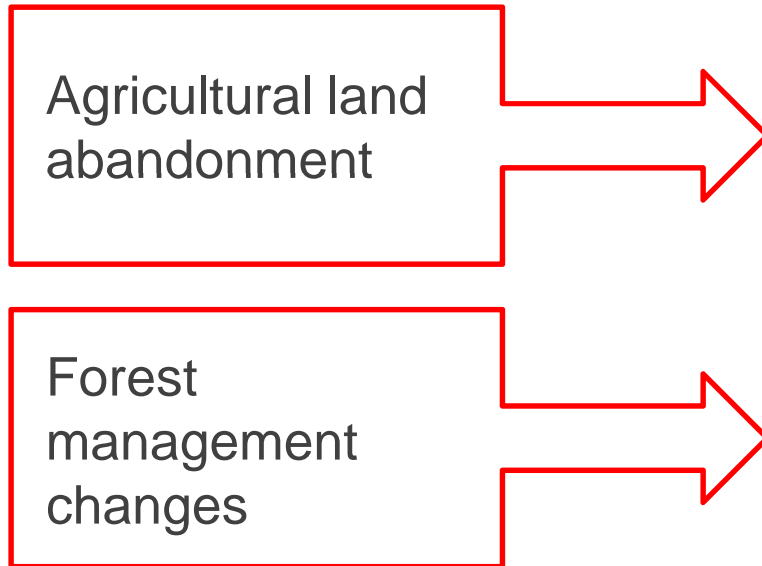 Agricultural land
abandonment
Forest
management
changes